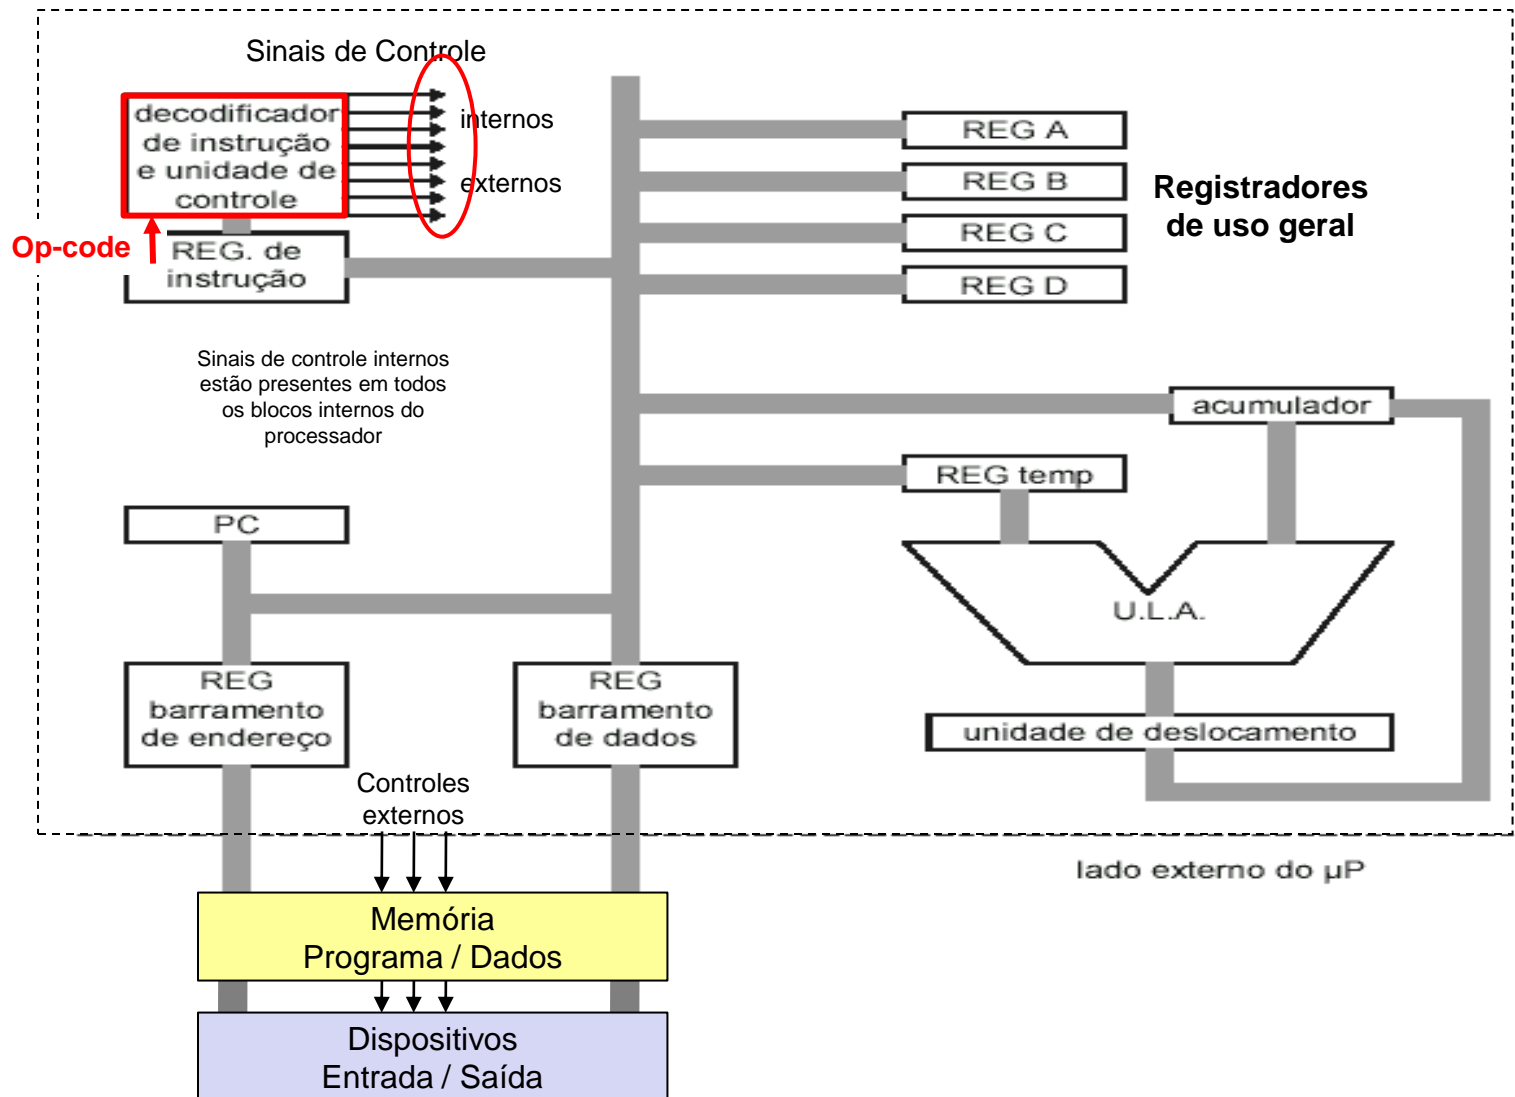 Sinais de Controle
decodificador
de instrução
e unidade de
controle
internos
externos
Op-code
REG. de
instrução
REG A
REG B
REG C
REG D
Registradores
de uso geral
Sinais de controle internos
estão presentes em todos
os blocos internos do
processador
acumulador
REG temp
PC
U.L.A.
REG
barramento
de endereço
REG
barramento
de dados
unidade de deslocamento
Controles
externos
lado externo do µP
Memória
Programa / Dados
Dispositivos
Entrada / Saída